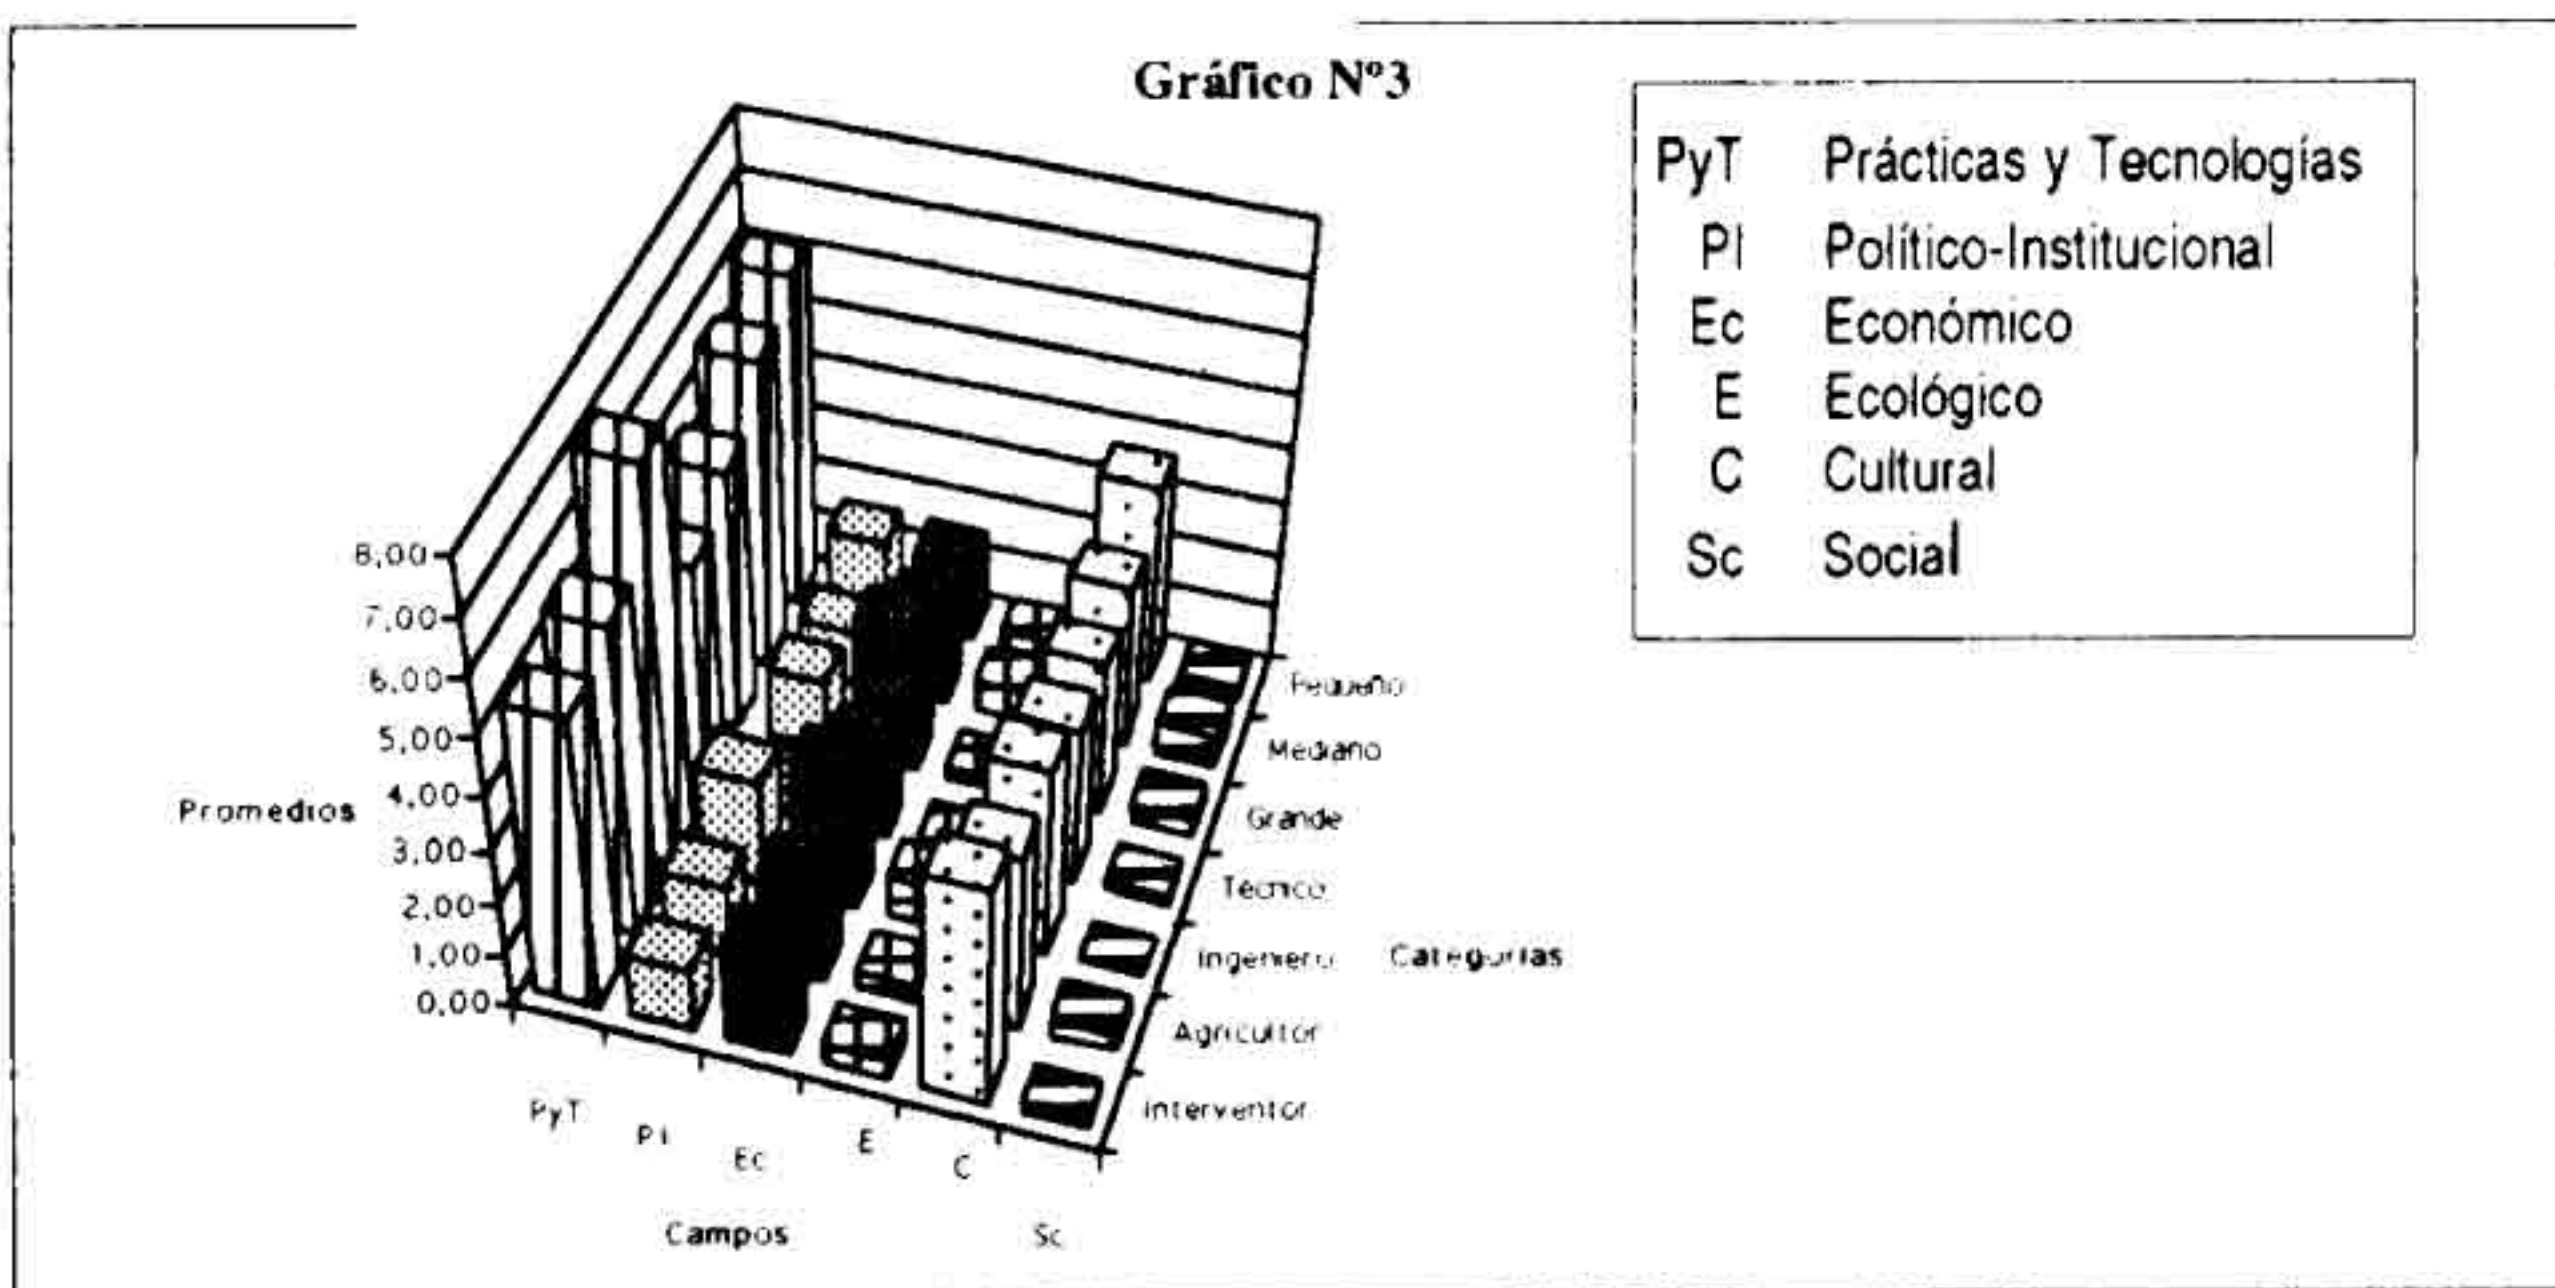 Gráfico Nº3
PyT Prácticas y Tecnologías
PI Político-Institucional
Ec Económico
E Ecológico
C Cultural
Sc Social
8,00
7,00
6,00
5,00
4,00
3,00
2,00
1,00
0,00
Promedios
Pequeño
Mediano
Grande
Técnico
Ingeniero
Categorías
Agricultor
Interventor
PyT
PI
Ec
E
C
Sc
Campos